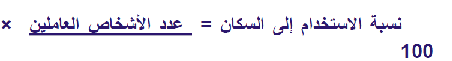 نسبة الاستخدام إلى السكان = عدد الأشخاص العاملين ×
100